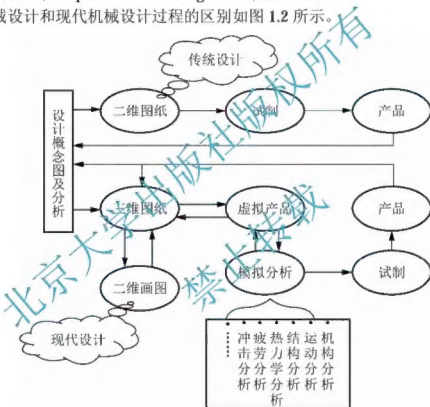 械设计和现代机械设计过程的区别如图 1.2 所示。
传统设计
二维图纸
试制
产品
设计概念图及分析
维图纸
虚拟产品
产品
二维画图
模拟分析
试制
现代设计
机构分析
运动分析
结构分析
热力学分析
疲劳分析
冲击分析
……
北京大学出版社版权所有
禁止转载